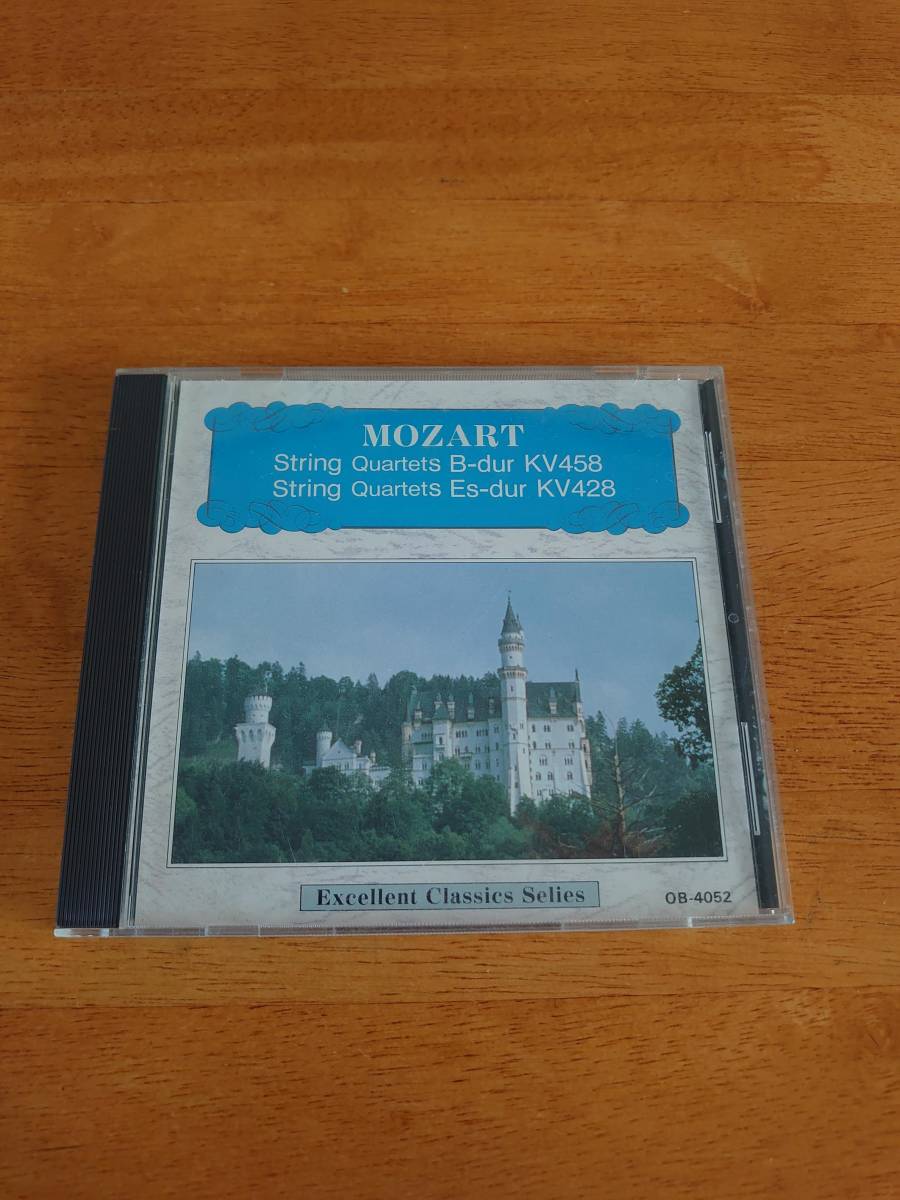 MOZART
String Quartets B-dur KV458
String Quartets Es-dur KV428
Excellent Classics Selies
OB-4052